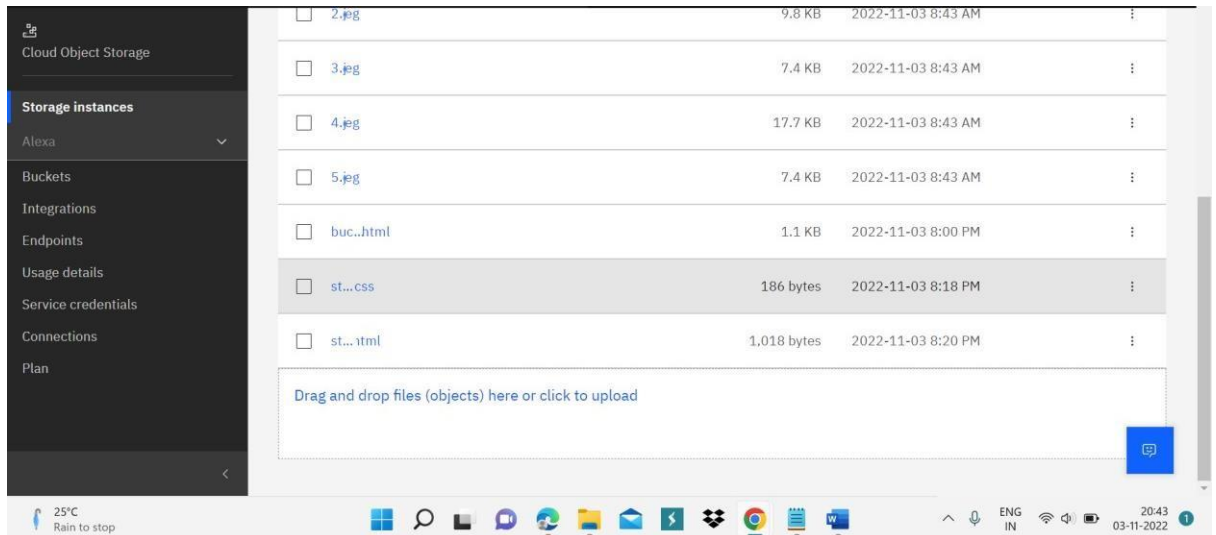 Cloud Object Storage
Storage instances
Alexa
Buckets
Integrations
Endpoints
Usage details
Service credentials
Connections
Plan
2.jeg 9.8 KB 2022-11-03 8:43 AM
3.jeg 7.4 KB 2022-11-03 8:43 AM
4.jeg 17.7 KB 2022-11-03 8:43 AM
5.jeg 7.4 KB 2022-11-03 8:43 AM
buc..html 1.1 KB 2022-11-03 8:00 PM
st...css 186 bytes 2022-11-03 8:18 PM
st... 1,018 bytes 2022-11-03 8:20 PM
Drag and drop files (objects) here or click to upload
25°C
Rain to stop
ENG
IN
20:43
03-11-2022
1